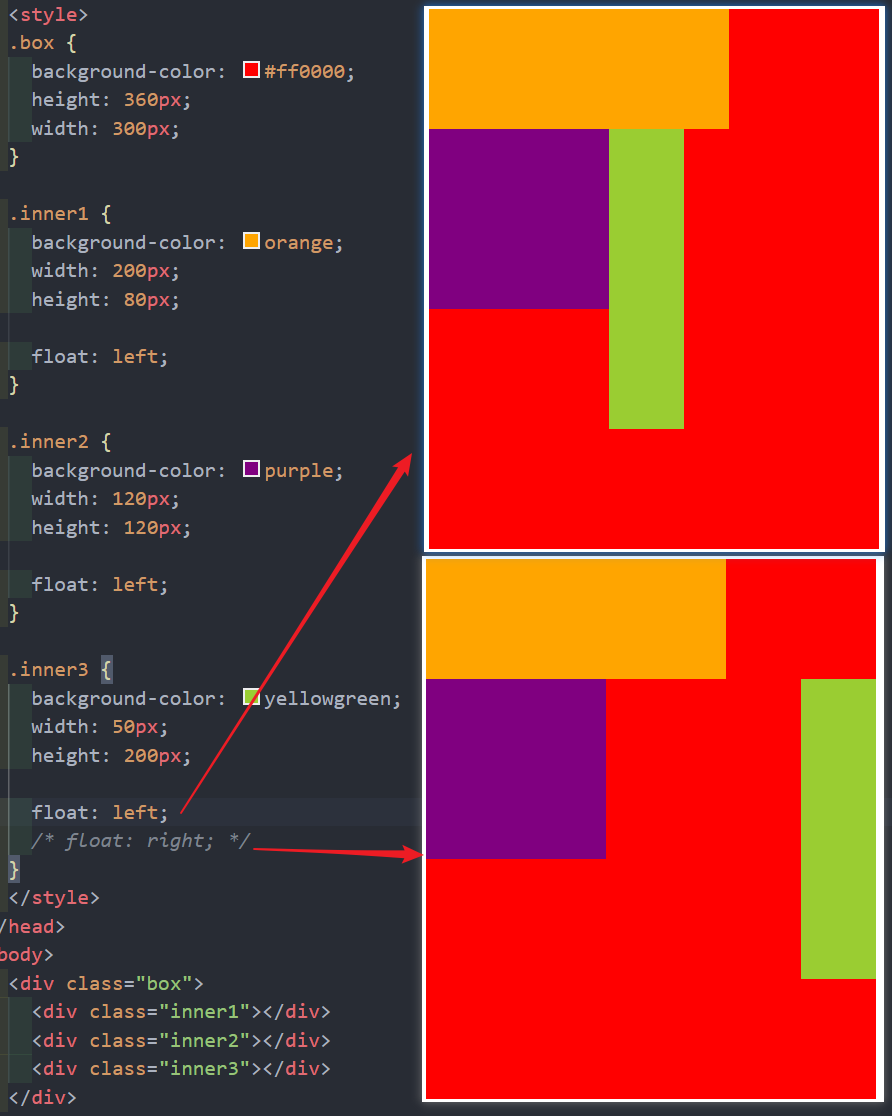 <style>
.box {
background-color: #ff0000;
height: 360px;
width: 300px;
}
.inner1 {
background-color: orange;
width: 200px;
height: 80px;
float: left;
}
.inner2 {
background-color: purple;
width: 120px;
height: 120px;
float: left;
}
.inner3 {
background-color: yellowgreen;
width: 50px;
height: 200px;
float: left;
/* float: right; */
}
</style>
/head>
body>
<div class="box">
<div class="inner1"></div>
<div class="inner2"></div>
<div class="inner3"></div>
</div>